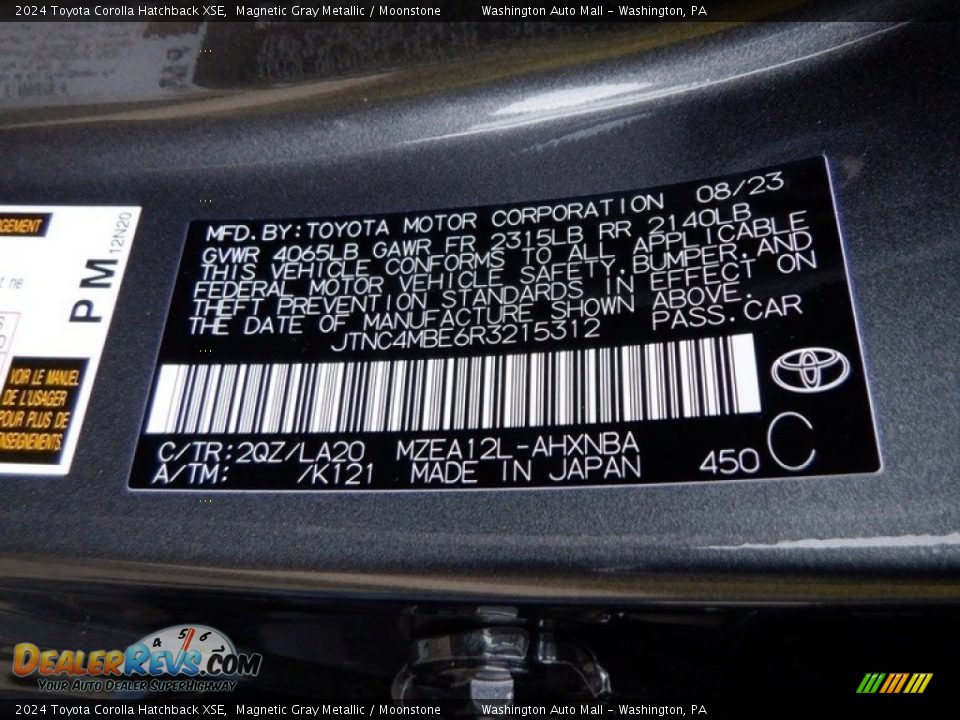 2024 Toyota Corolla Hatchback XSE, Magnetic Gray Metallic / Moonstone Washington Auto Mall - Washington, PA
GEMENT
PM
12N20
VOIR LE MANUEL
DE L'USAGER
POUR PLUS DE
NSEIGNEMENTS.
MFD.BY:TOYOTA MOTOR CORPORATION 08/23
GVWR 4065LB GAWR FR 2315LB RR 2140LB
THIS VEHICLE CONFORMS TO ALL APPLICABLE
FEDERAL MOTOR VEHICLE SAFETY,BUMPER,AND
THEFT PREVENTION STANDARDS IN EFFECT ON
THE DATE OF MANUFACTURE SHOWN ABOVE.
JTNC4MBE6R3215312 PASS.CAR
C/TR:2QZ/LA20 MZEA12L-AHXNBA
A/TM: /K121 MADE IN JAPAN 450 C
4 5 6
DEALERREVS.COM
YOUR AUTO DEALER SUPERHIGHWAY
2024 Toyota Corolla Hatchback XSE, Magnetic Gray Metallic / Moonstone Washington Auto Mall - Washington, PA